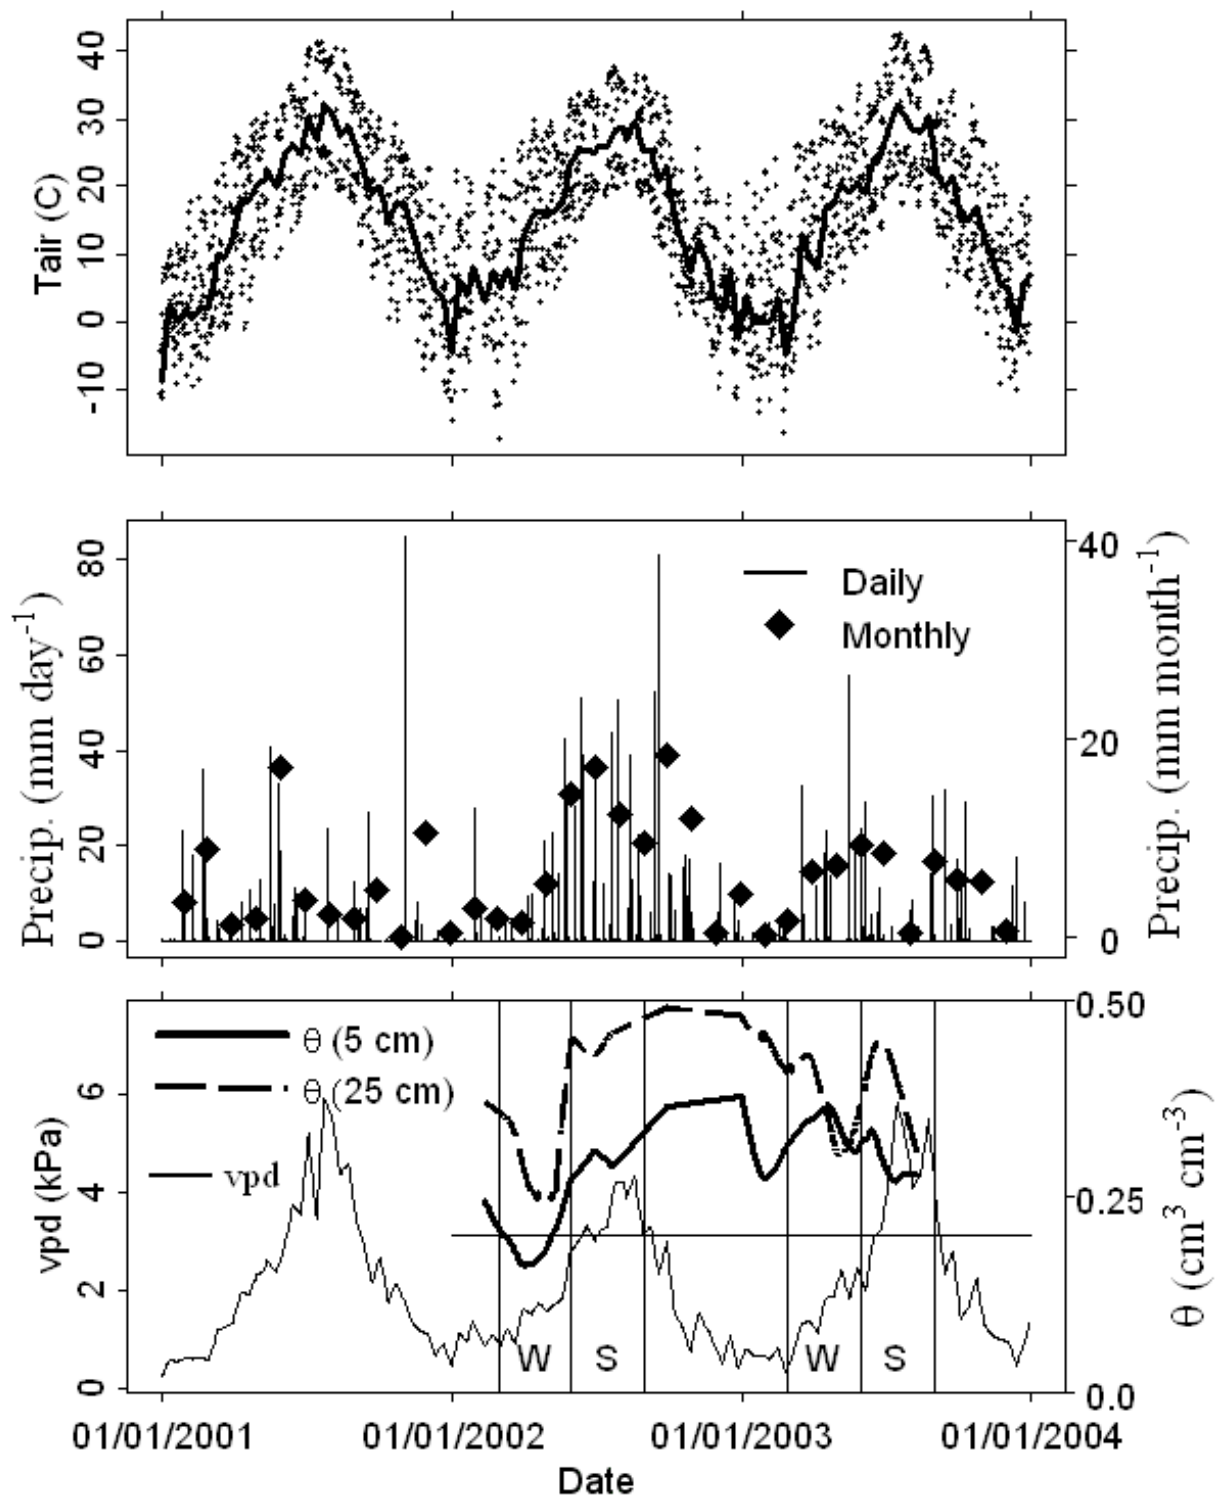 40
30
20
10
0
-10
Tair (C)
80
60
40
20
0
Precip. (mm day-1)
Daily
Monthly
40
20
0
Precip. (mm month-1)
θ (5 cm)
θ (25 cm)
vpd
6
4
2
0
vpd (kPa)
W S W S
0.50
0.25
0.0
θ (cm3 cm-3)
01/01/2001 01/01/2002 01/01/2003 01/01/2004
Date